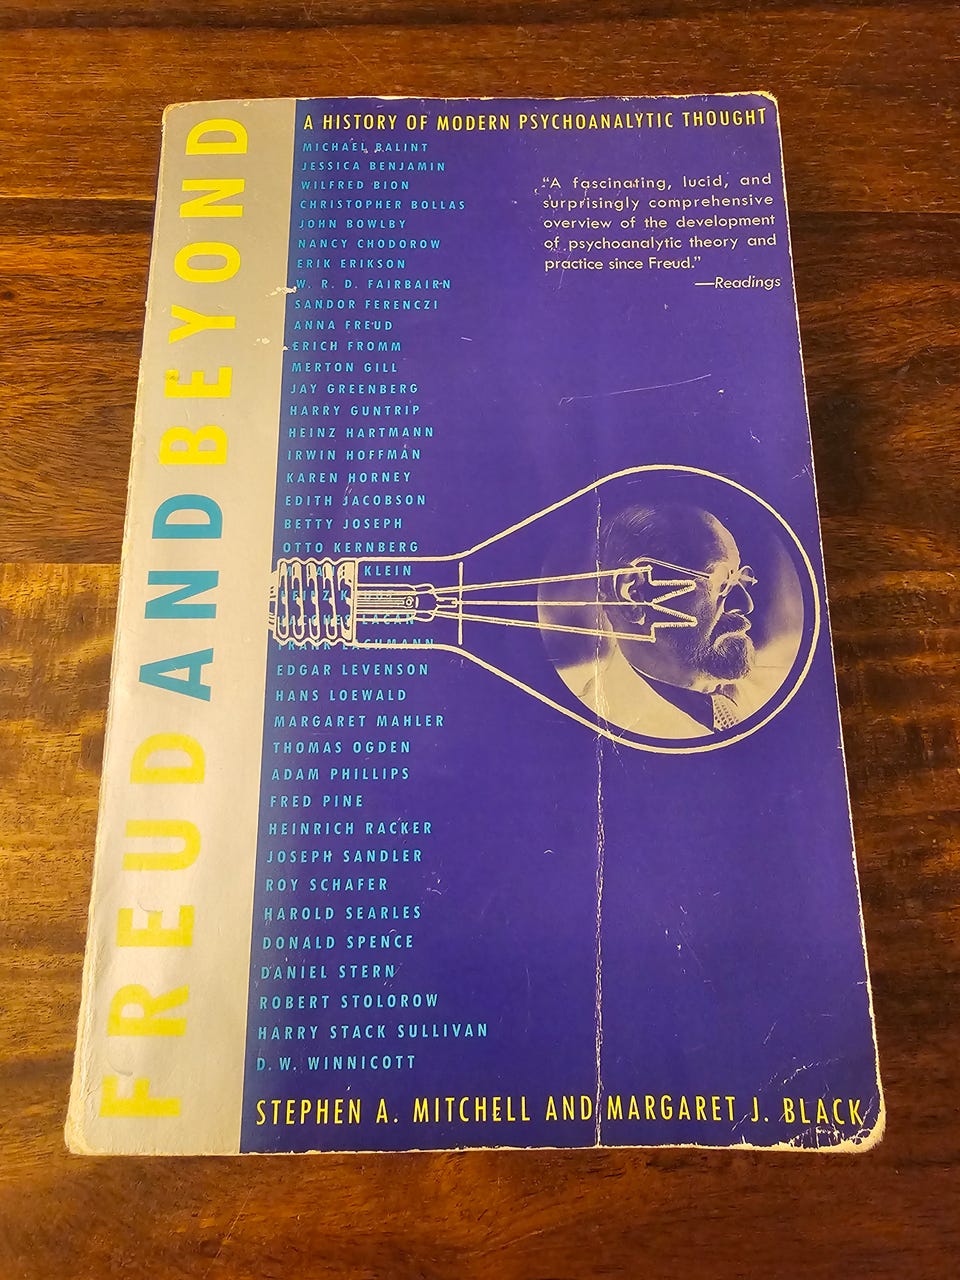 FREUD AND BEYOND
A HISTORY OF MODERN PSYCHOANALYTIC THOUGHT
MICHAEL BALINT
JESSICA BENJAMIN
WILFRED BION
CHRISTOPHER BOLLAS
JOHN BOWLBY
NANCY CHODOROW
ERIK ERIKSON
W. R. D. FAIRBAIRN
SANDOR FERENCZI
ANNA FREUD
ERICH FROMM
MERTON GILL
JAY GREENBERG
HARRY GUNTRIP
HEINZ HARTMANN
IRWIN HOFFMAN
KAREN HORNEY
EDITH JACOBSON
BETTY JOSEPH
OTTO KERNBERG
KLEIN
HEINZ
JACQUES LACAN
FRANK LACHMANN
EDGAR LEVENSON
HANS LOEWALD
MARGARET MAHLER
THOMAS OGDEN
ADAM PHILLIPS
FRED PINE
HEINRICH RACKER
JOSEPH SANDLER
ROY SCHAFER
HAROLD SEARLES
DONALD SPENCE
DANIEL STERN
ROBERT STOLOROW
HARRY STACK SULLIVAN
D. W. WINNICOTT
“A fascinating, lucid, and
surprisingly comprehensive
overview of the development
of psychoanalytic theory and
practice since Freud.”
—Readings
STEPHEN A. MITCHELL AND MARGARET J. BLACK